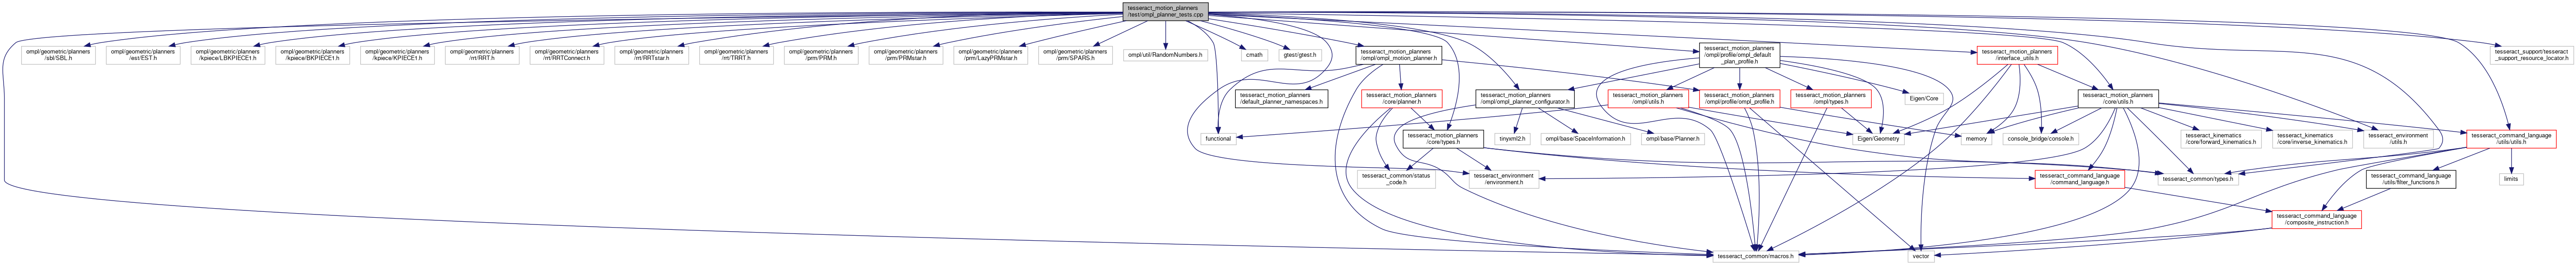 tesseract_motion_planners
/test/ompl_planner_tests.cpp
ompl/geometric/planners
/sbl/SBL.h
ompl/geometric/planners
/est/EST.h
ompl/geometric/planners
/kpiece/LBKPIECE1.h
ompl/geometric/planners
/kpiece/BKPIECE1.h
ompl/geometric/planners
/kpiece/KPIECE1.h
ompl/geometric/planners
/rrt/RRT.h
ompl/geometric/planners
/rrt/RRTConnect.h
ompl/geometric/planners
/rrt/RRTstar.h
ompl/geometric/planners
/rrt/TRRT.h
ompl/geometric/planners
/prm/PRM.h
ompl/geometric/planners
/prm/PRMstar.h
ompl/geometric/planners
/prm/LazyPRMstar.h
ompl/geometric/planners
/prm/SPARS.h
ompl/util/RandomNumbers.h
cmath
gtest/gtest.h
tesseract_motion_planners
/ompl/ompl_motion_planner.h
tesseract_motion_planners
/ompl/profile/ompl_default
_plan_profile.h
tesseract_motion_planners
/interface_utils.h
tesseract_support/tesseract
_support_resource_locator.h
tesseract_motion_planners
/default_planner_namespaces.h
tesseract_motion_planners
/core/planner.h
tesseract_motion_planners
/ompl/ompl_planner_configurator.h
tesseract_motion_planners
/ompl/utils.h
tesseract_motion_planners
/ompl/profile/ompl_profile.h
tesseract_motion_planners
/ompl/types.h
Eigen/Core
tesseract_motion_planners
/core/utils.h
functional
tesseract_motion_planners
/core/types.h
tinyxml2.h
ompl/base/SpaceInformation.h
ompl/base/Planner.h
Eigen/Geometry
memory
console_bridge/console.h
tesseract_kinematics
/core/forward_kinematics.h
tesseract_kinematics
/core/inverse_kinematics.h
tesseract_environment
/utils.h
tesseract_command_language
/utils/utils.h
tesseract_common/status
_code.h
tesseract_environment
/environment.h
tesseract_command_language
/command_language.h
tesseract_common/types.h
tesseract_command_language
/utils/filter_functions.h
limits
tesseract_command_language
/composite_instruction.h
tesseract_common/macros.h
vector